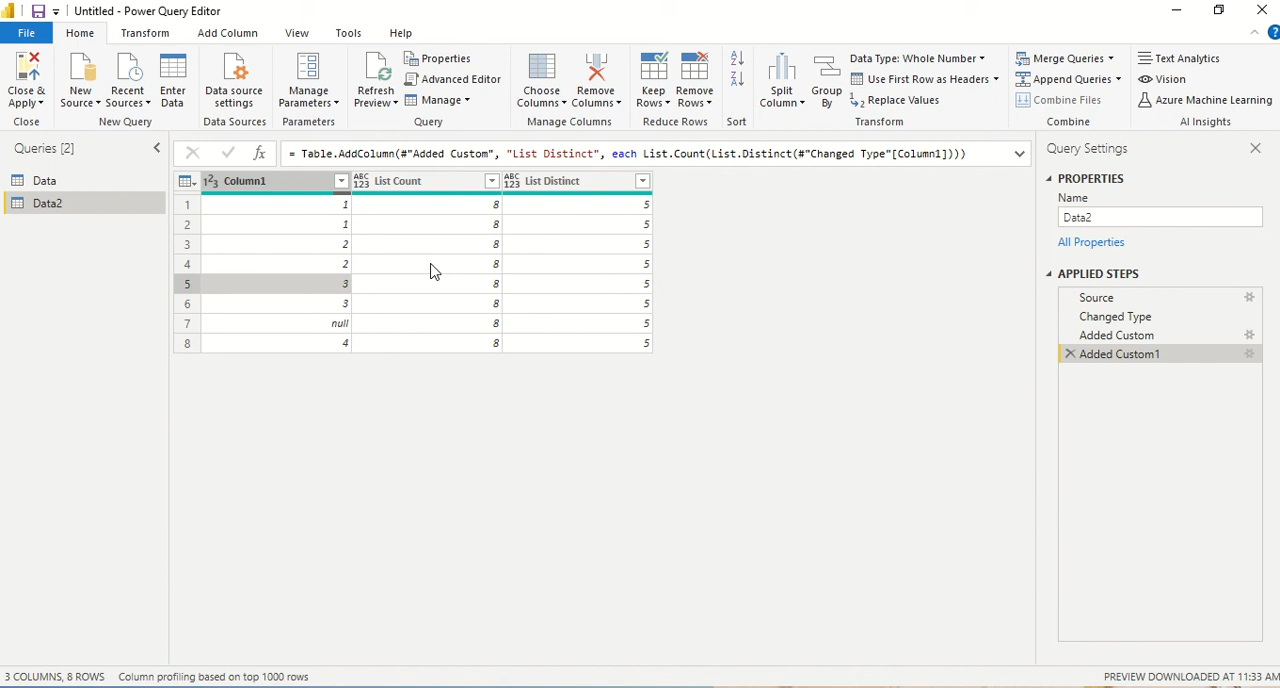 Untitled - Power Query Editor
File Home Transform Add Column View Tools Help
Close & Apply
Close
New Source
Recent Sources
Enter Data
New Query
Data source settings
Data Sources
Manage Parameters
Parameters
Refresh Preview
Properties
Advanced Editor
Manage
Query
Choose Columns
Remove Columns
Manage Columns
Keep Rows
Remove Rows
Reduce Rows
Sort
Split Column
Group By
Data Type: Whole Number
Use First Row as Headers
Replace Values
Transform
Merge Queries
Append Queries
Combine Files
Combine
Text Analytics
Vision
Azure Machine Learning
AI Insights
Queries [2]
Data
Data2
fx = Table.AddColumn(#"Added Custom", "List Distinct", each List.Count(List.Distinct(#"Changed Type"[Column1])))
123 Column1 ABC 123 List Count ABC 123 List Distinct
1 1 8 5
2 1 8 5
3 2 8 5
4 2 8 5
5 3 8 5
6 3 8 5
7 null 8 5
8 4 8 5
Query Settings
PROPERTIES
Name
Data2
All Properties
APPLIED STEPS
Source
Changed Type
Added Custom
Added Custom1
3 COLUMNS, 8 ROWS Column profiling based on top 1000 rows
PREVIEW DOWNLOADED AT 11:33 AM